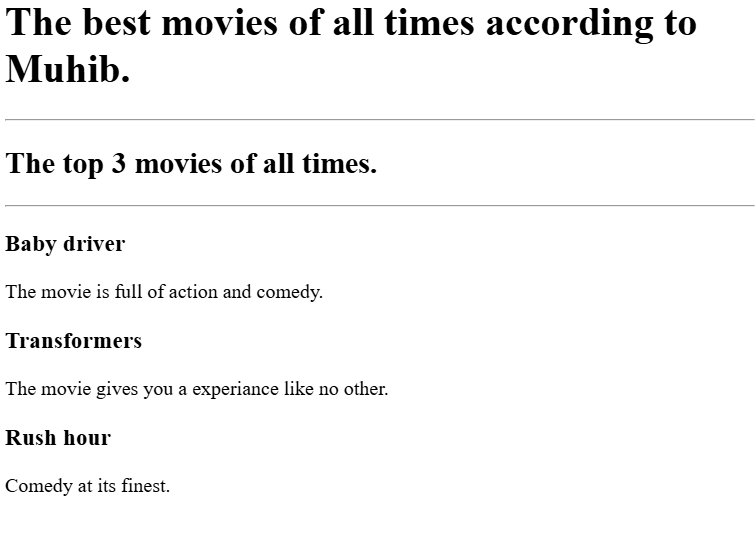 The best movies of all times according to
Muhib.
The top 3 movies of all times.
Baby driver
The movie is full of action and comedy.
Transformers
The movie gives you a experiance like no other.
Rush hour
Comedy at its finest.